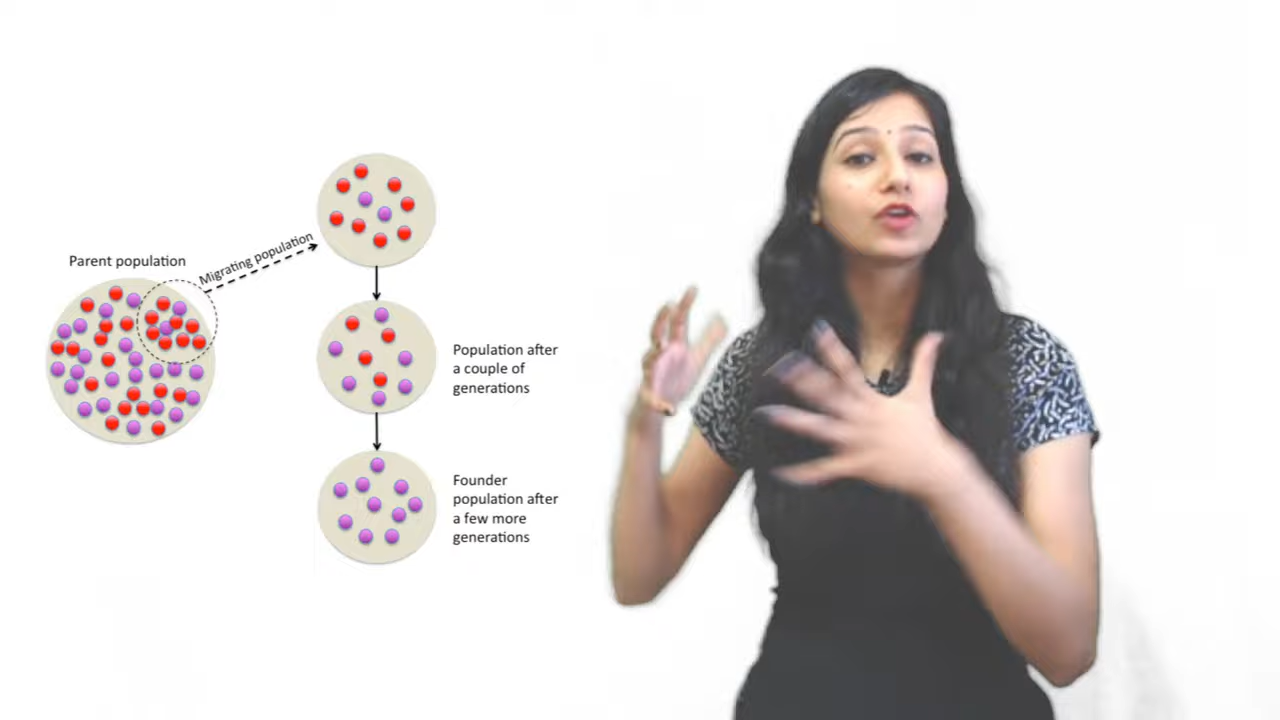 Parent population
Migrating population
Population after
a couple of
generations
Founder
population after
a few more
generations